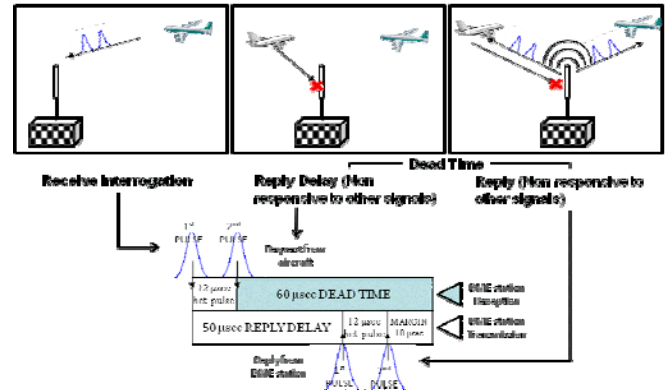 Dead Time
Receive Interrogation
Reply Delay (Non
responsive to other signals)
Reply (Non responsive to
other signals)
1st
PULSE
2nd
PULSE
Request from
aircraft
12 μsec
int. pulse
60 μsec DEAD TIME
DME station
Reception
50 μsec REPLY DELAY
12 μsec
int. pulse
MARGIN
10 μsec
DME station
Transmission
Reply from
DME station
1st
PULSE
2nd
PULSE